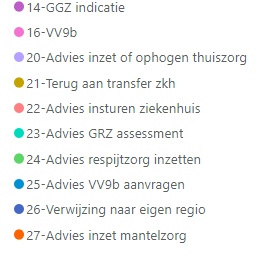 14-GGZ indicatie
16-VV9b
20-Advies inzet of ophogen thuiszorg
21-Terug aan transfer zkh
22-Advies insturen ziekenhuis
23-Advies GRZ assessment
24-Advies respijtzorg inzetten
25-Advies VV9b aanvragen
26-Verwijzing naar eigen regio
27-Advies inzet mantelzorg